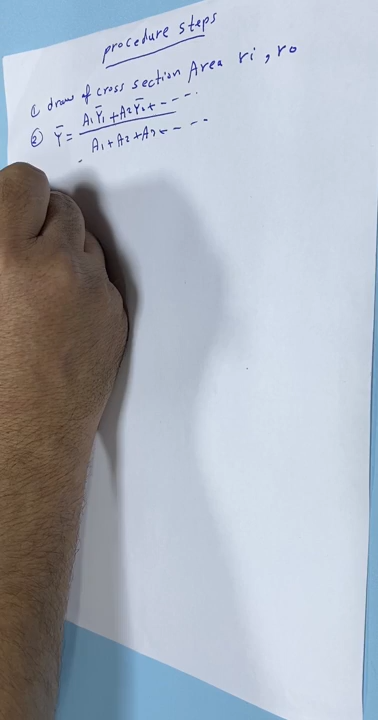 procedure steps
① draw of cross section Area ri, ro
② Ȳ = A1Ȳ1 + A2Ȳ2 + - - - -
A1 + A2 + A3 + - - - -